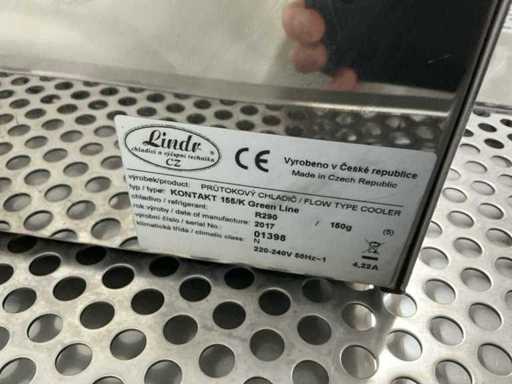 Lindr ®
chladicí a výčepní technika
CZ
CE
Vyrobeno v České republice
Made in Czech Republic
výrobek/product: PRŮTOKOVÝ CHLADIČ / FLOW TYPE COOLER
typ / type: KONTAKT 155/K Green Line
chladivo / refrigerant: R290 / 150g (5)
rok výroby / date of manufacture: 2017
výrobní číslo / serial No.: 01398
klimatická třída / climatic class: N
220-240V 50Hz~1 4,22A